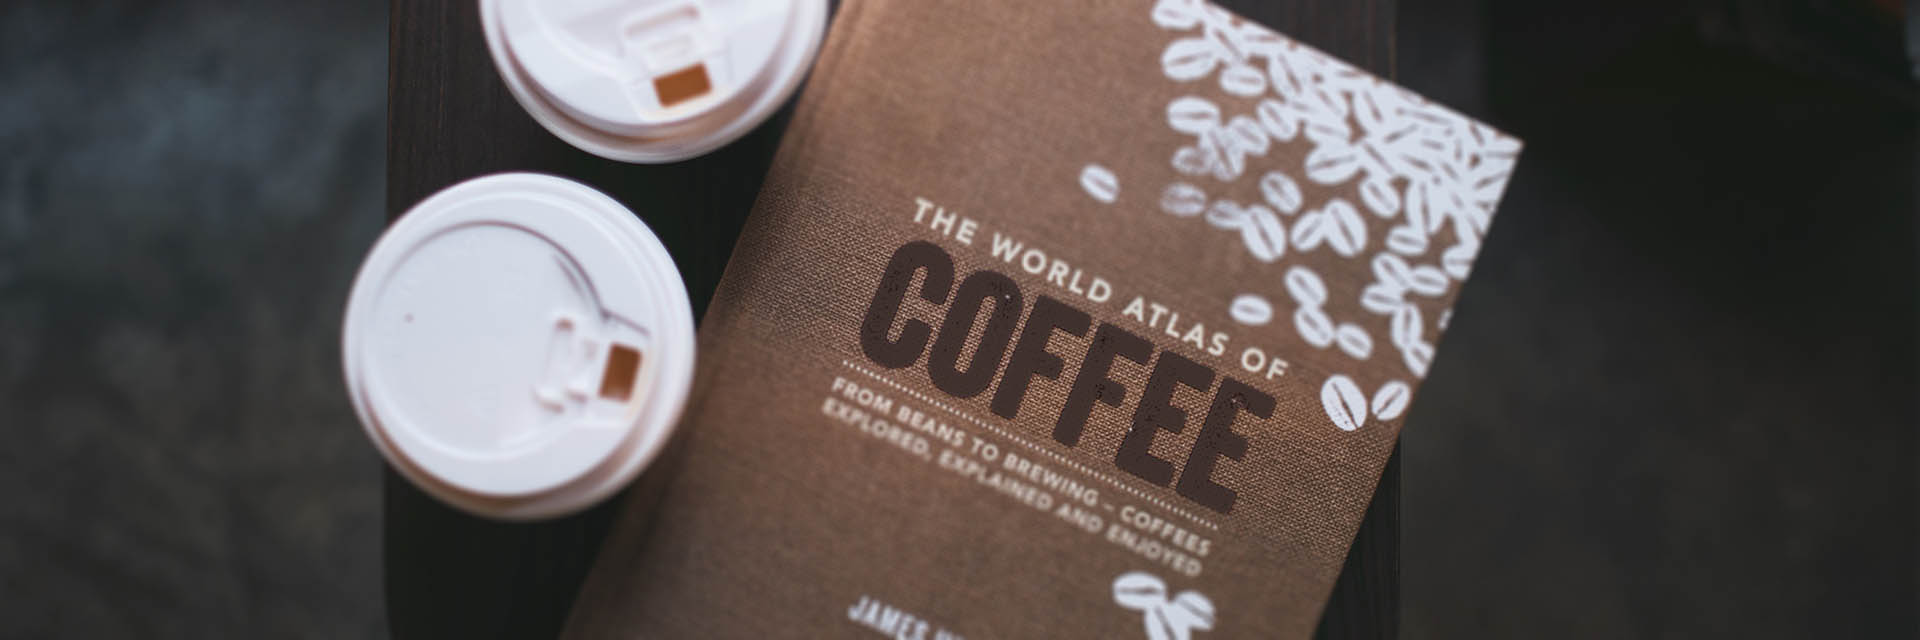 THE WORLD ATLAS OF
COFFEE
FROM BEANS TO BREWING – COFFEES
EXPLORED, EXPLAINED AND ENJOYED
JAMES